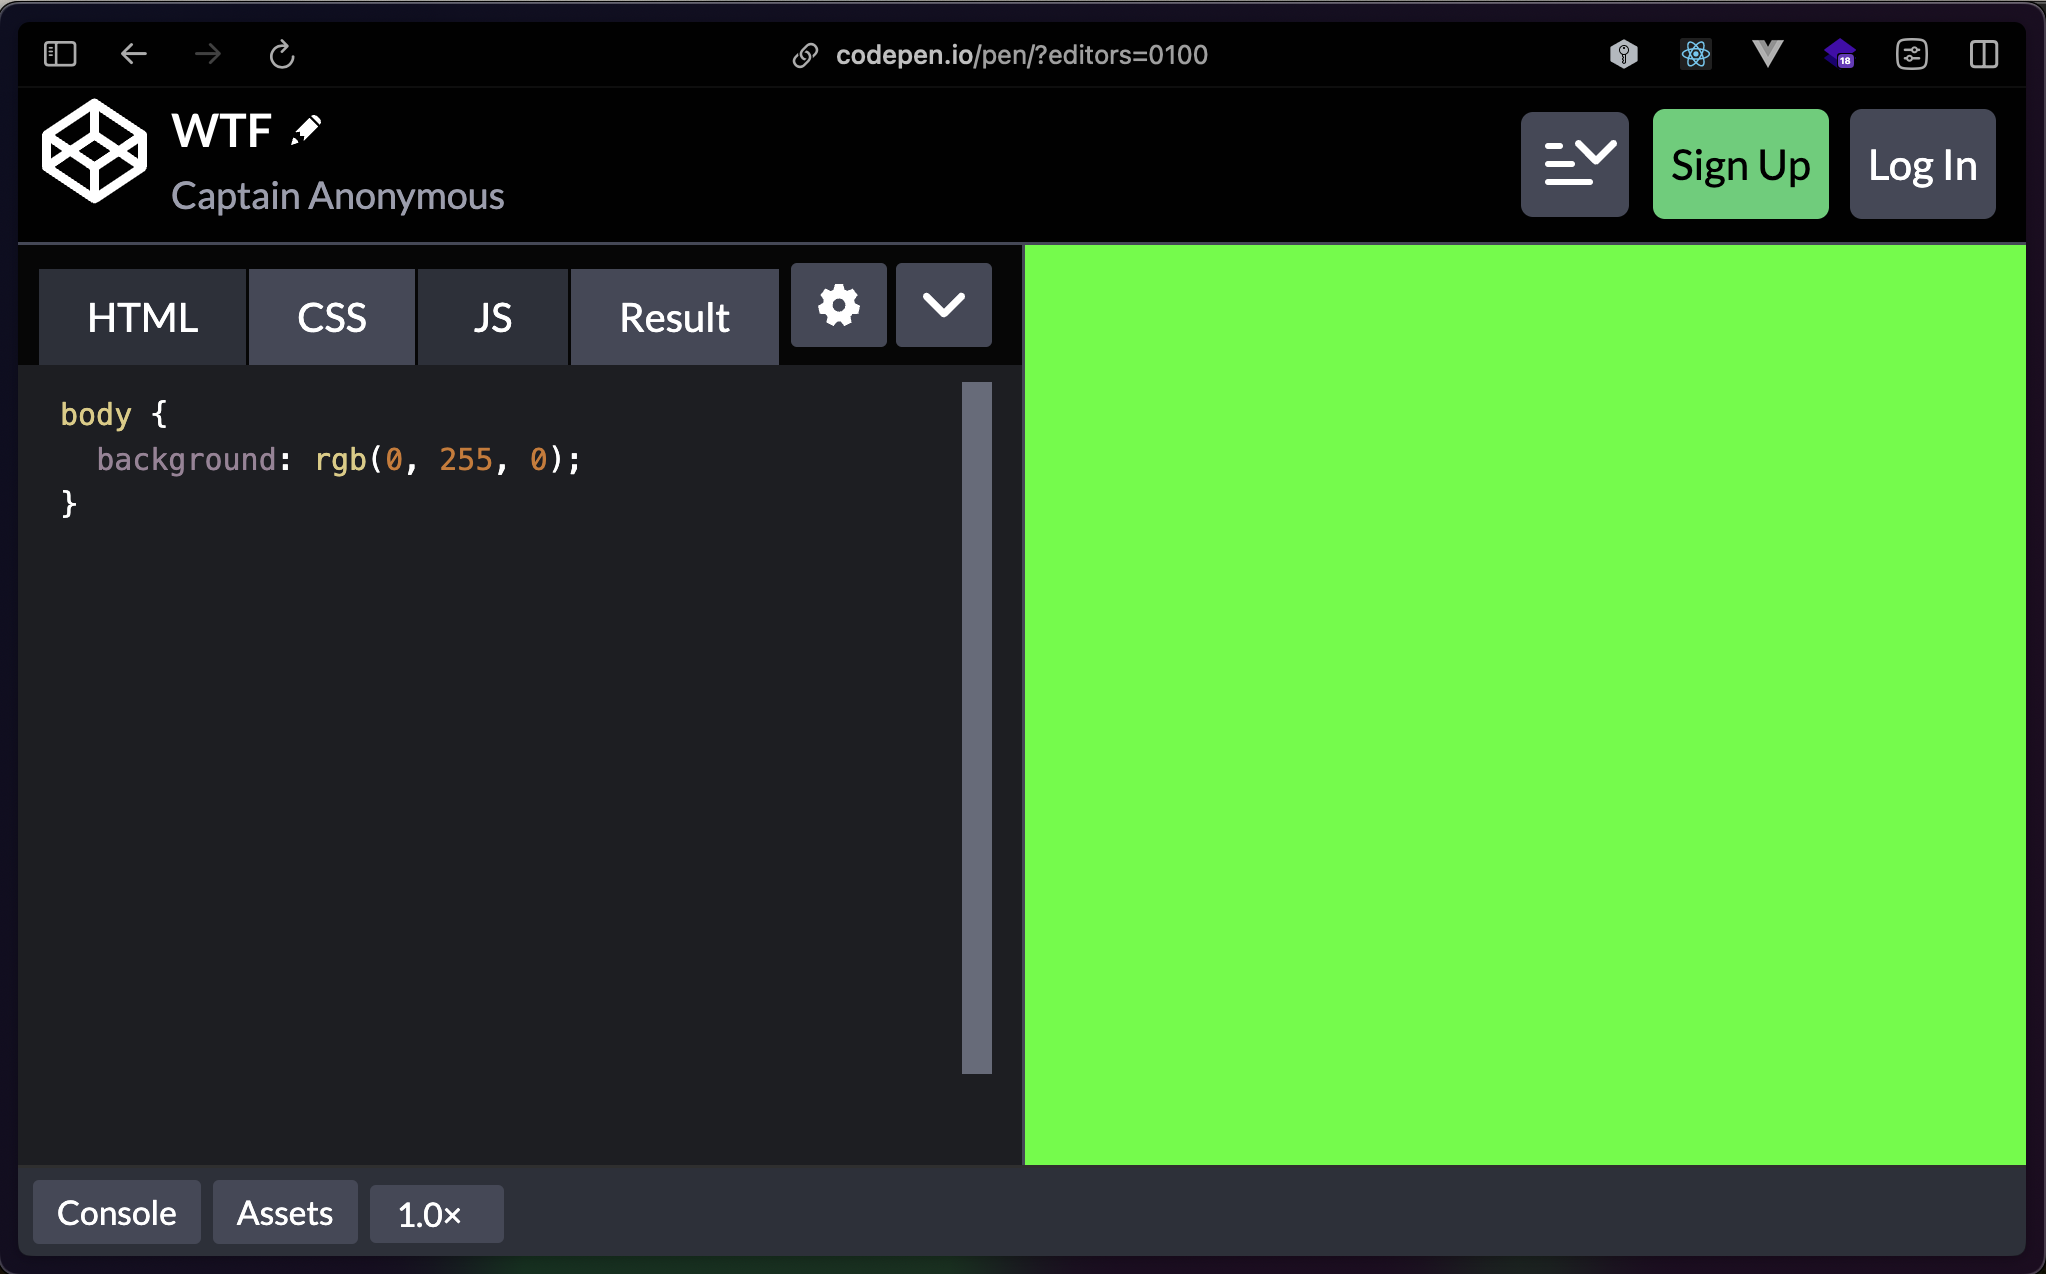 codepen.io/pen/?editors=0100
18
WTF
Captain Anonymous
Sign Up
Log In
HTML
CSS
JS
Result
body {
  background: rgb(0, 255, 0);
}
Console
Assets
1.0×